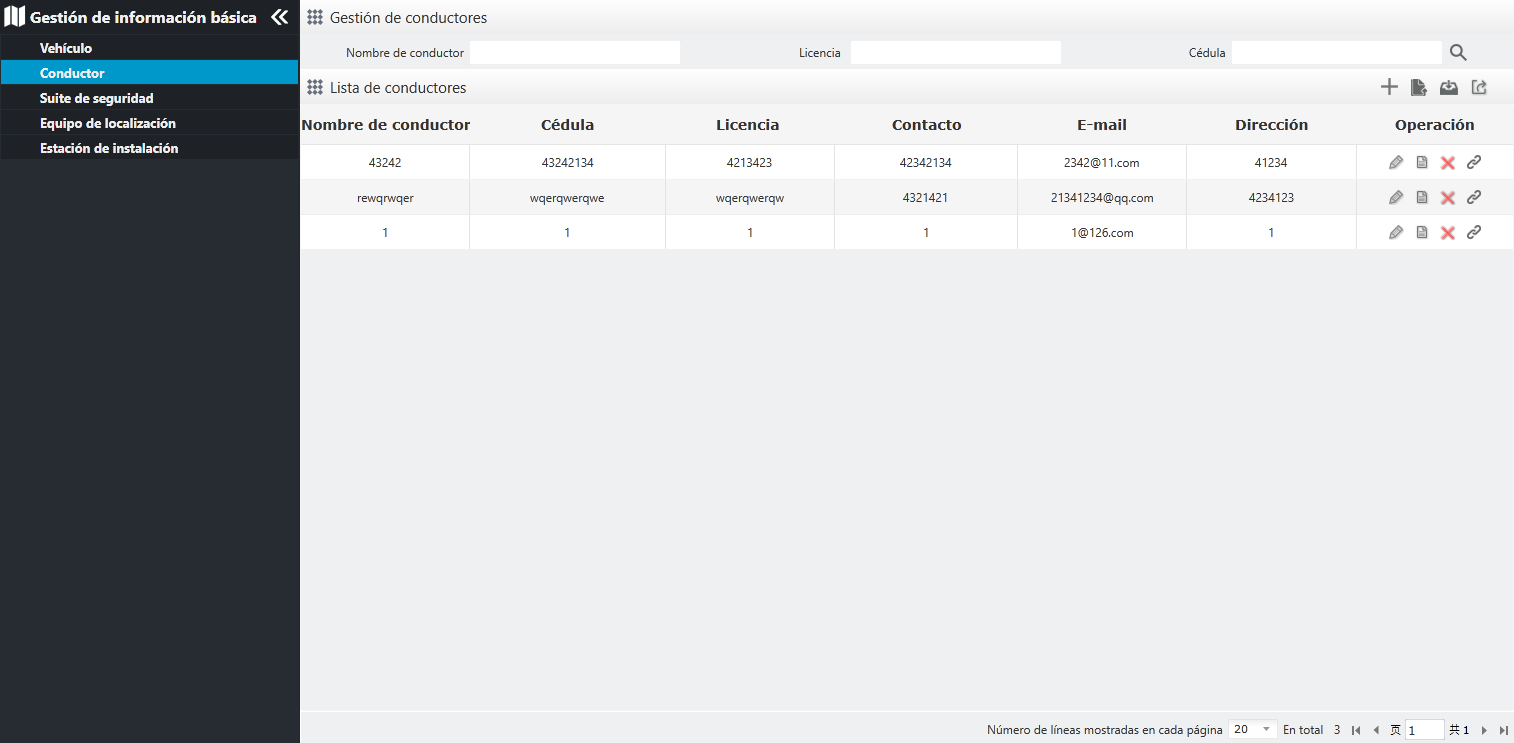 Gestión de información básica
Vehículo
Conductor
Suite de seguridad
Equipo de localización
Estación de instalación
Gestión de conductores
Nombre de conductor Licencia Cédula
Lista de conductores
Nombre de conductor Cédula Licencia Contacto E-mail Dirección Operación
43242 43242134 4213423 42342134 2342@11.com 41234
rewqrwqer wqerqwerqwe wqerqwerqw 4321421 21341234@qq.com 4234123
1 1 1 1 1@126.com 1
Número de líneas mostradas en cada página 20 En total 3 页 1 共 1